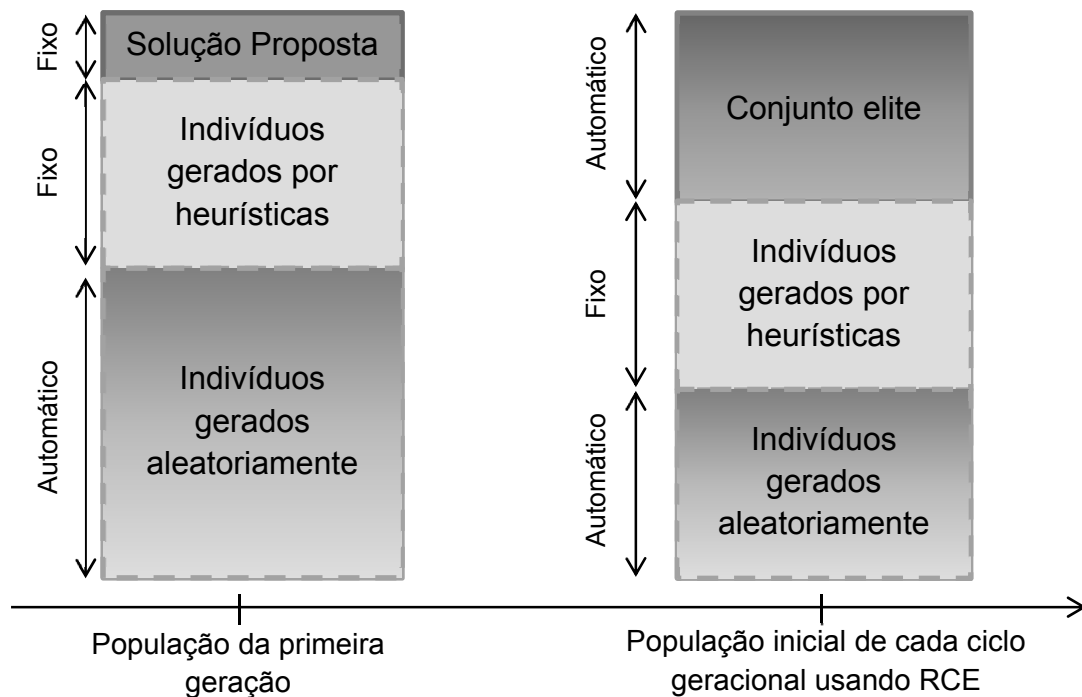 Fixo
Solução Proposta
Fixo
Indivíduos
gerados por
heurísticas
Automático
Indivíduos
gerados
aleatoriamente
População da primeira
geração
Automático
Conjunto elite
Fixo
Indivíduos
gerados por
heurísticas
Automático
Indivíduos
gerados
aleatoriamente
População inicial de cada ciclo
geracional usando RCE